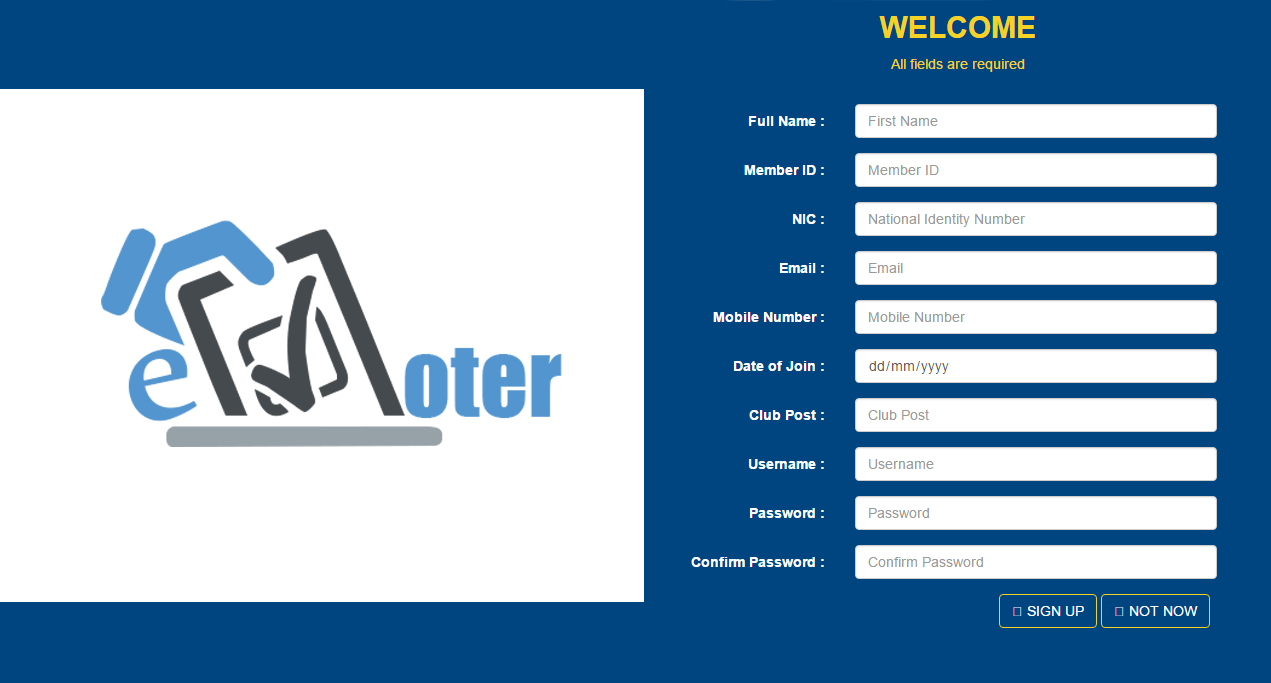 WELCOME
All fields are required
Full Name : First Name
Member ID : Member ID
NIC : National Identity Number
Email : Email
Mobile Number : Mobile Number
Date of Join : dd/mm/yyyy
Club Post : Club Post
Username : Username
Password : Password
Confirm Password : Confirm Password
SIGN UP NOT NOW
e oter